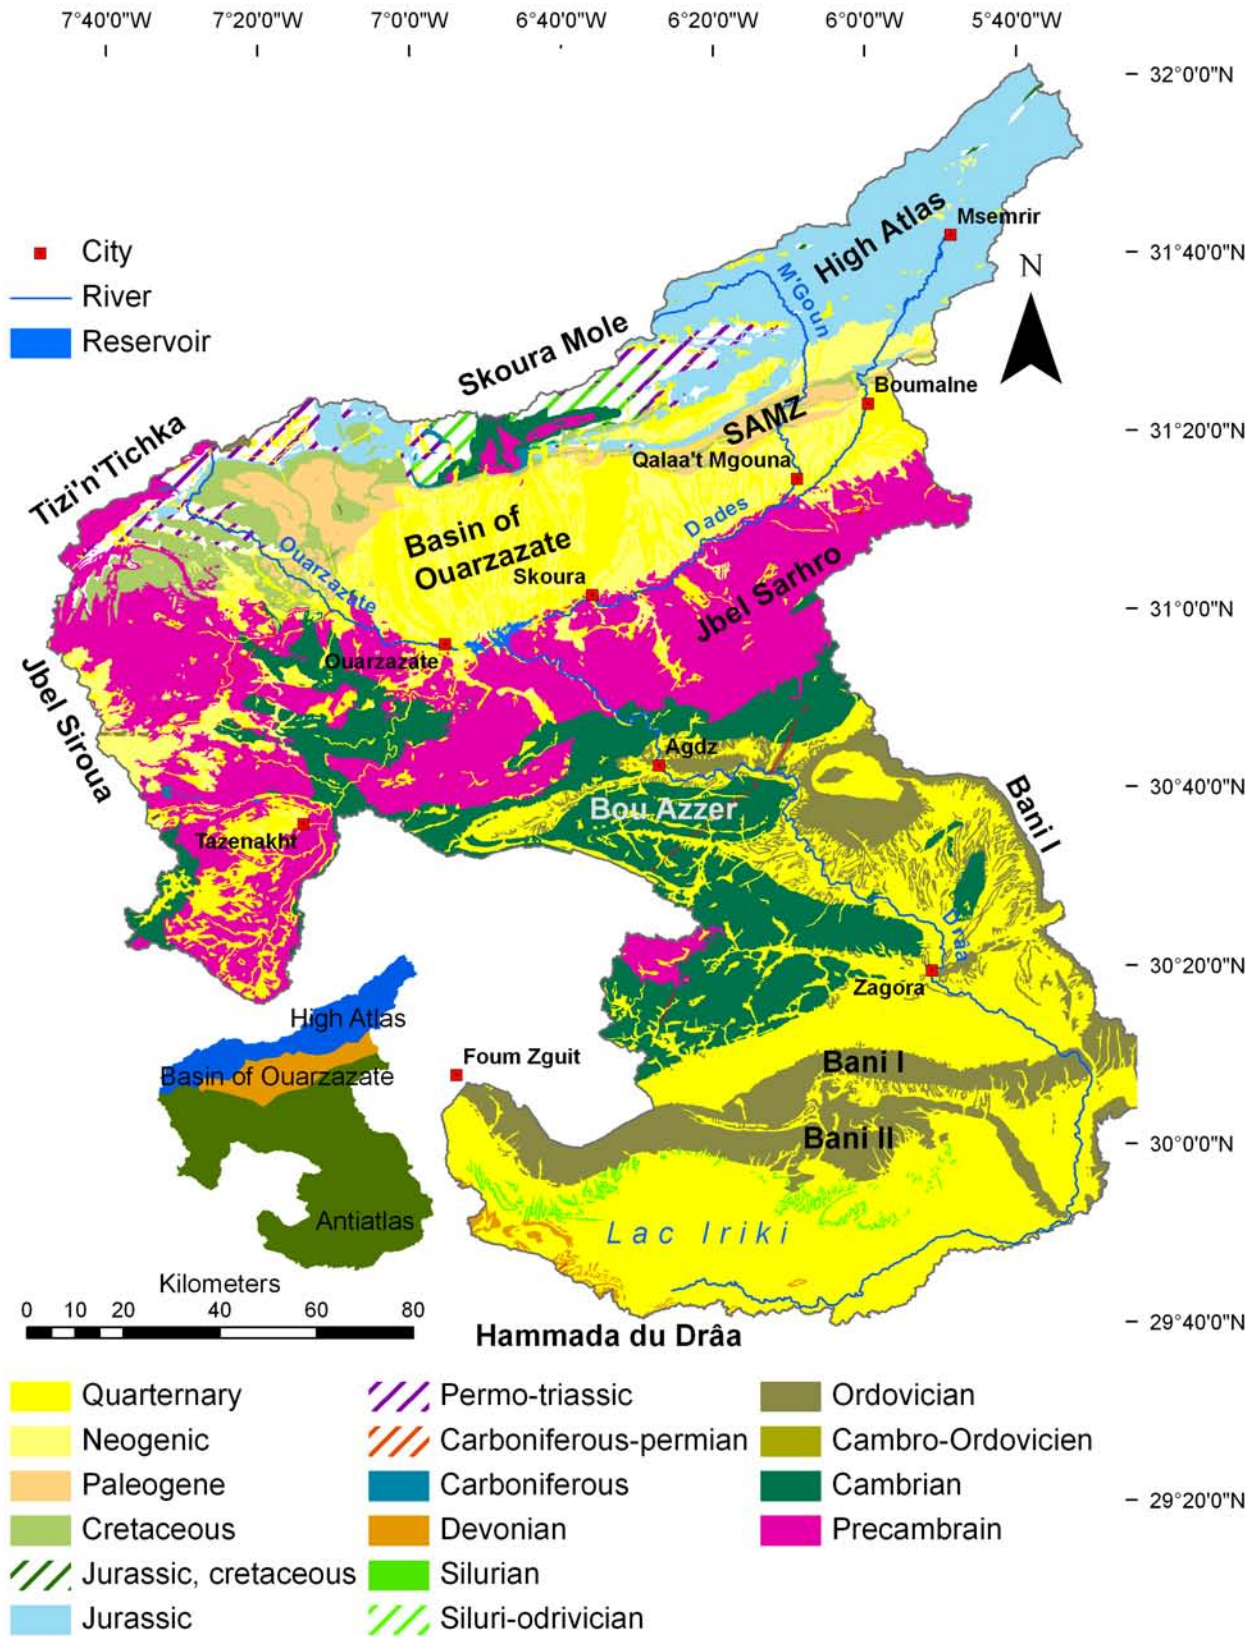 7°40'0"W 7°20'0"W 7°0'0"W 6°40'0"W 6°20'0"W 6°0'0"W 5°40'0"W
32°0'0"N
High Atlas
Msemrir
City
31°40'0"N
N
M'Goun
River
Reservoir
Skoura Mole
Boumalne
SAMZ
31°20'0"N
Tizi'n'Tichka
Qalaa't Mgouna
Dades
Basin of
Ouarzazate
Ouarzazate
Skoura
Jbel Sarhro
31°0'0"N
Ouarzazate
Jbel Siroua
Agdz
30°40'0"N
Bou Azzer
Bani I
Tazenakht
Drâa
30°20'0"N
Zagora
High Atlas
Foum Zguit
Bani I
Basin of Ouarzazate
30°0'0"N
Bani II
Antiatlas
Lac Iriki
Kilometers
0 10 20 40 60 80
29°40'0"N
Hammada du Drâa
Quarternary
Neogenic
Paleogene
Cretaceous
Jurassic, cretaceous
Jurassic
Permo-triassic
Carboniferous-permian
Carboniferous
Devonian
Silurian
Siluri-odrivician
Ordovician
Cambro-Ordovicien
Cambrian
Precambrain
29°20'0"N